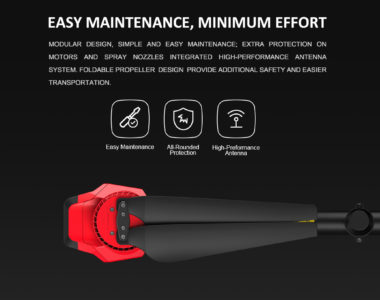 EASY MAINTENANCE, MINIMUM EFFORT
MODULAR DESIGN, SIMPLE AND EASY MAINTENANCE; EXTRA PROTECTION ON
MOTORS AND SPRAY NOZZLES INTEGRATED HIGH-PERFORMANCE ANTENNA
SYSTEM. FOLDABLE PROPELLER DESIGN PROVIDE ADDITIONAL SAFETY AND EASIER
TRANSPORTATION.
Easy Maintenance
All-Rounded
Protection
High-Preformance
Antenna